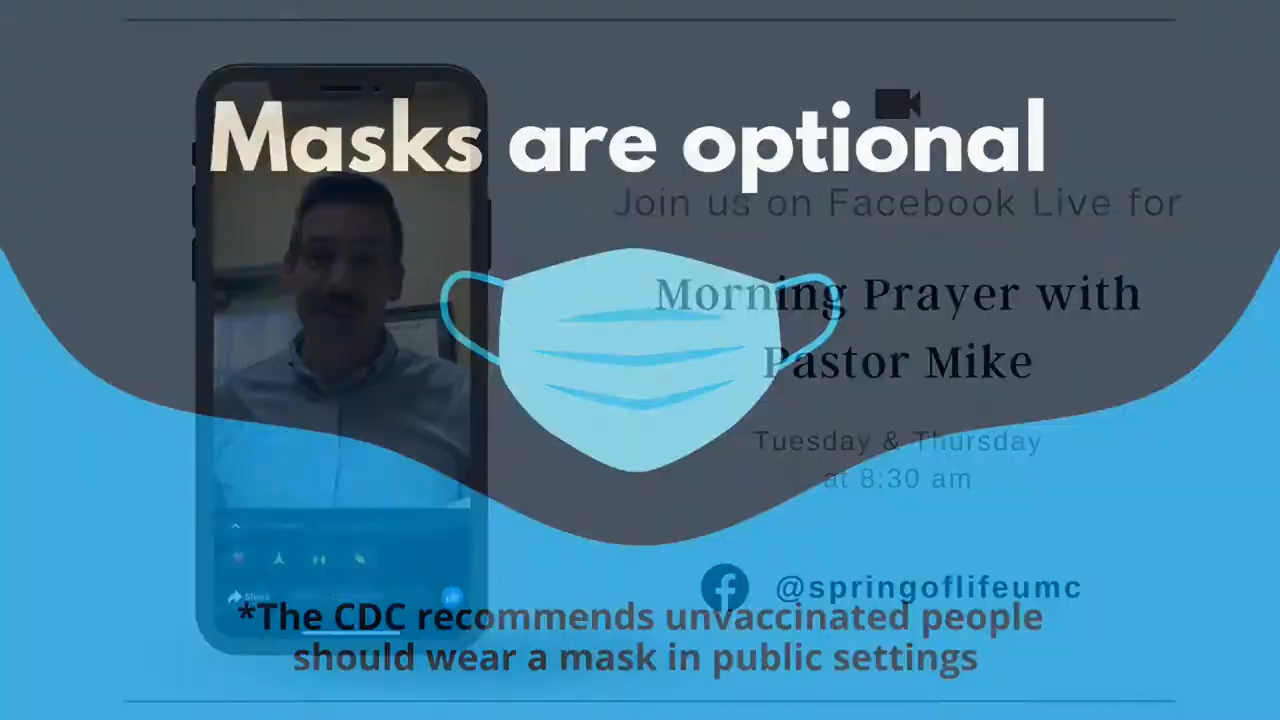 Masks are optional
Join us on Facebook Live for
Morning Prayer with
Pastor Mike
Tuesday & Thursday
at 8:30 am
@springoflifeumc
Share
*The CDC recommends unvaccinated people
should wear a mask in public settings